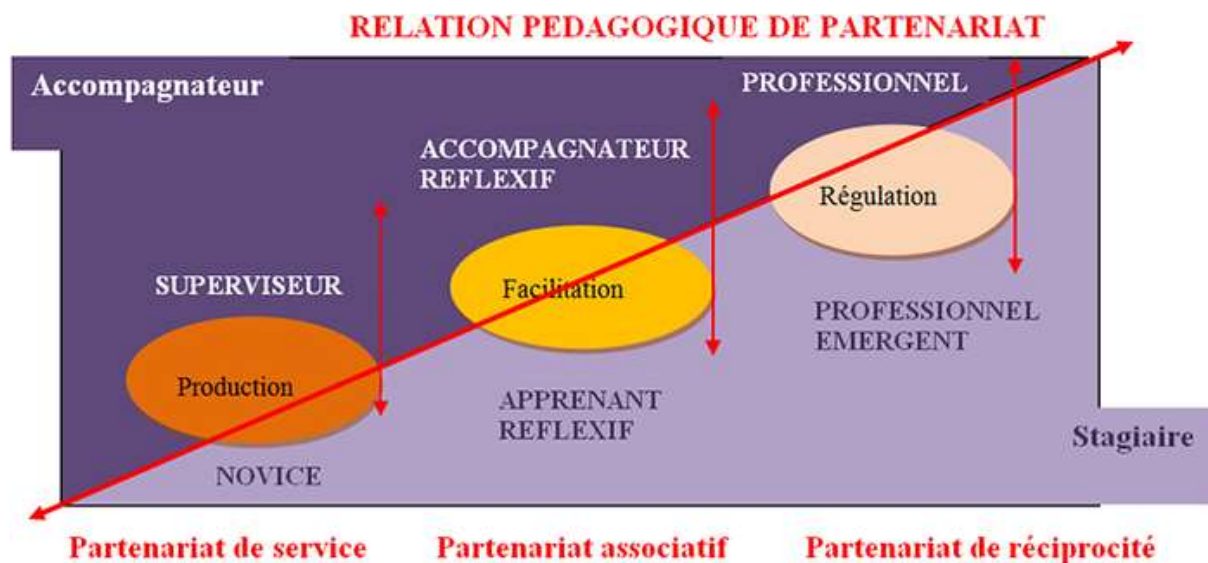 RELATION PEDAGOGIQUE DE PARTENARIAT
Accompagnateur
PROFESSIONNEL
ACCOMPAGNATEUR
REFLEXIF
Régulation
SUPERVISEUR
Facilitation
PROFESSIONNEL
EMERGENT
Production
APPRENANT
REFLEXIF
Stagiaire
NOVICE
Partenariat de service
Partenariat associatif
Partenariat de réciprocité